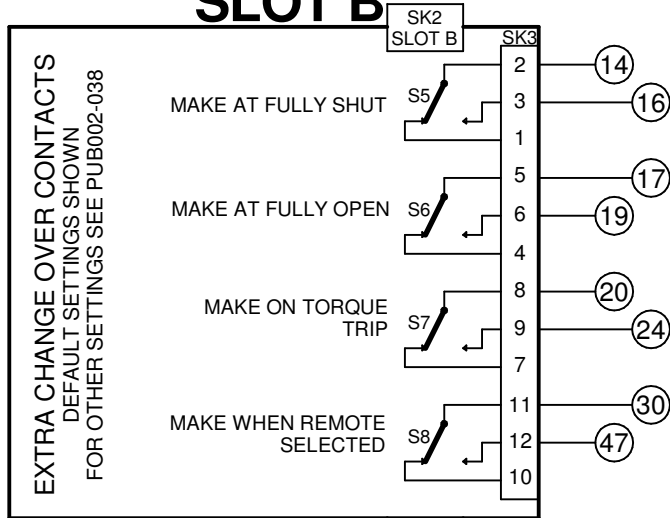 SLOT B
SK2
SLOT B
SK3
EXTRA CHANGE OVER CONTACTS
DEFAULT SETTINGS SHOWN
FOR OTHER SETTINGS SEE PUB002-038
MAKE AT FULLY SHUT
S5
2
14
3
16
1
MAKE AT FULLY OPEN
S6
5
17
6
19
4
MAKE ON TORQUE
TRIP
S7
8
20
9
24
7
MAKE WHEN REMOTE
SELECTED
S8
11
30
12
47
10